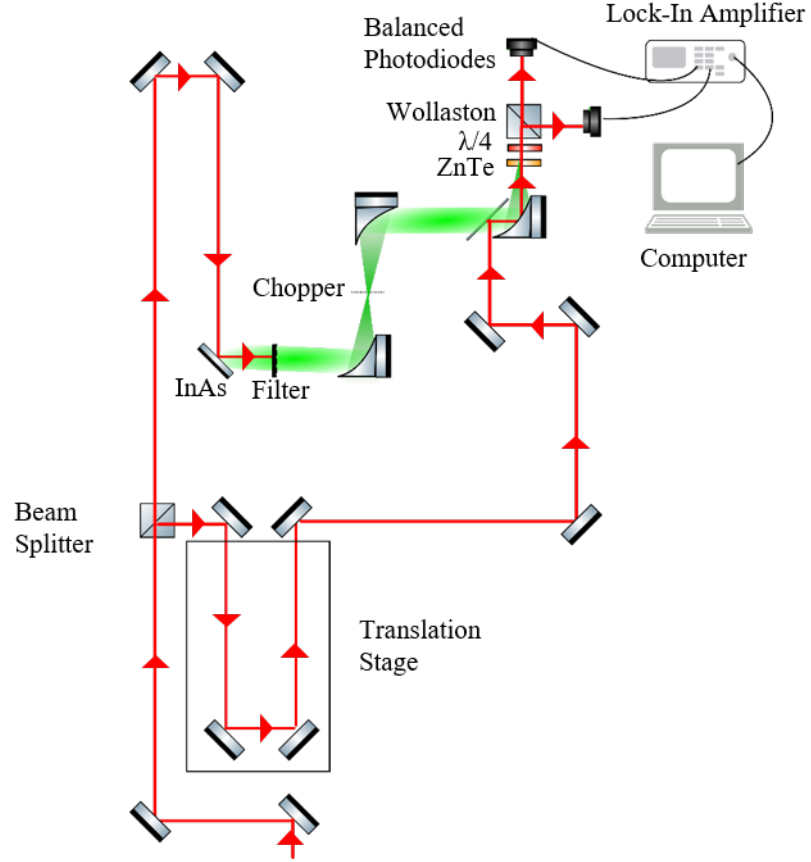 Lock-In Amplifier
Balanced
Photodiodes
Wollaston
λ/4
ZnTe
Computer
Chopper
InAs
Filter
Beam
Splitter
Translation
Stage